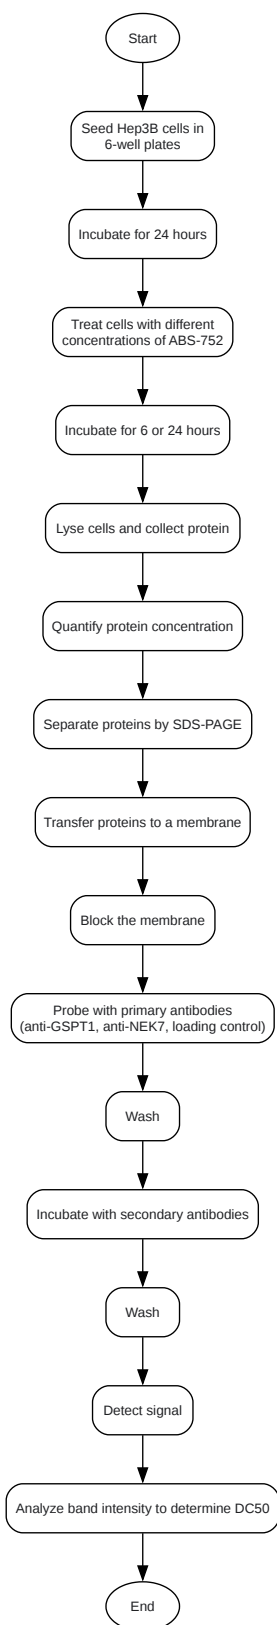 Start
Seed Hep3B cells in
6-well plates
Incubate for 24 hours
Treat cells with different
concentrations of ABS-752
Incubate for 6 or 24 hours
Lyse cells and collect protein
Quantify protein concentration
Separate proteins by SDS-PAGE
Transfer proteins to a membrane
Block the membrane
Probe with primary antibodies
(anti-GSPT1, anti-NEK7, loading control)
Wash
Incubate with secondary antibodies
Wash
Detect signal
Analyze band intensity to determine DC50
End